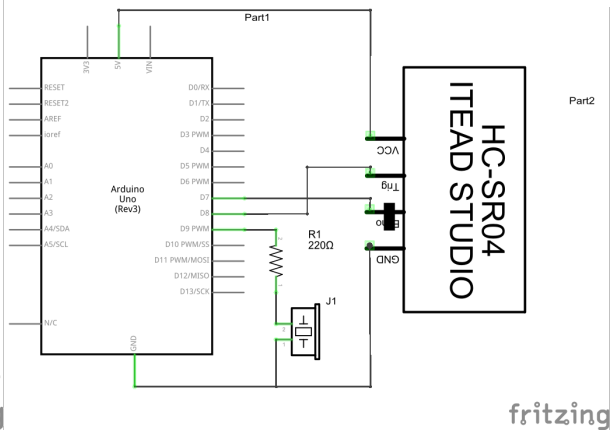 Part1
3V3
5V
VIN
RESET
RESET2
AREF
ioref
A0
A1
A2
A3
A4/SDA
A5/SCL
N/C
Arduino
Uno
(Rev3)
D0/RX
D1/TX
D2
D3 PWM
D4
D5 PWM
D6 PWM
D7
D8
D9 PWM
D10 PWM/SS
D11 PWM/MOSI
D12/MISO
D13/SCK
GND
R1
220Ω
2
1
J1
VCC
Trig
GND
HC-SR04
ITEAD STUDIO
Part2
fritzing